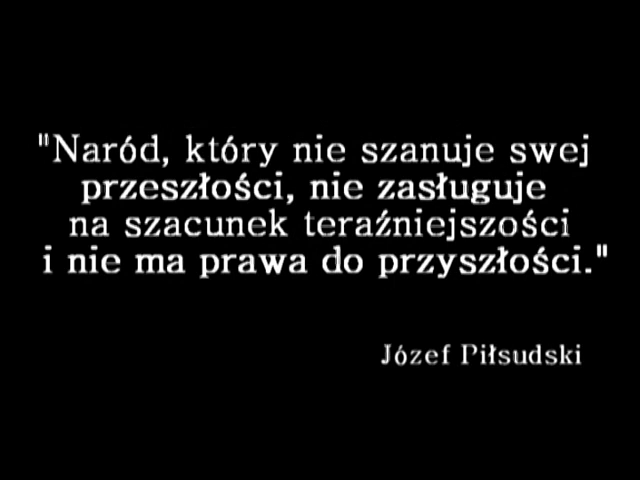 "Naród, który nie szanuje swej
przeszłości, nie zasługuje
na szacunek teraźniejszości
i nie ma prawa do przyszłości."
Józef Piłsudski